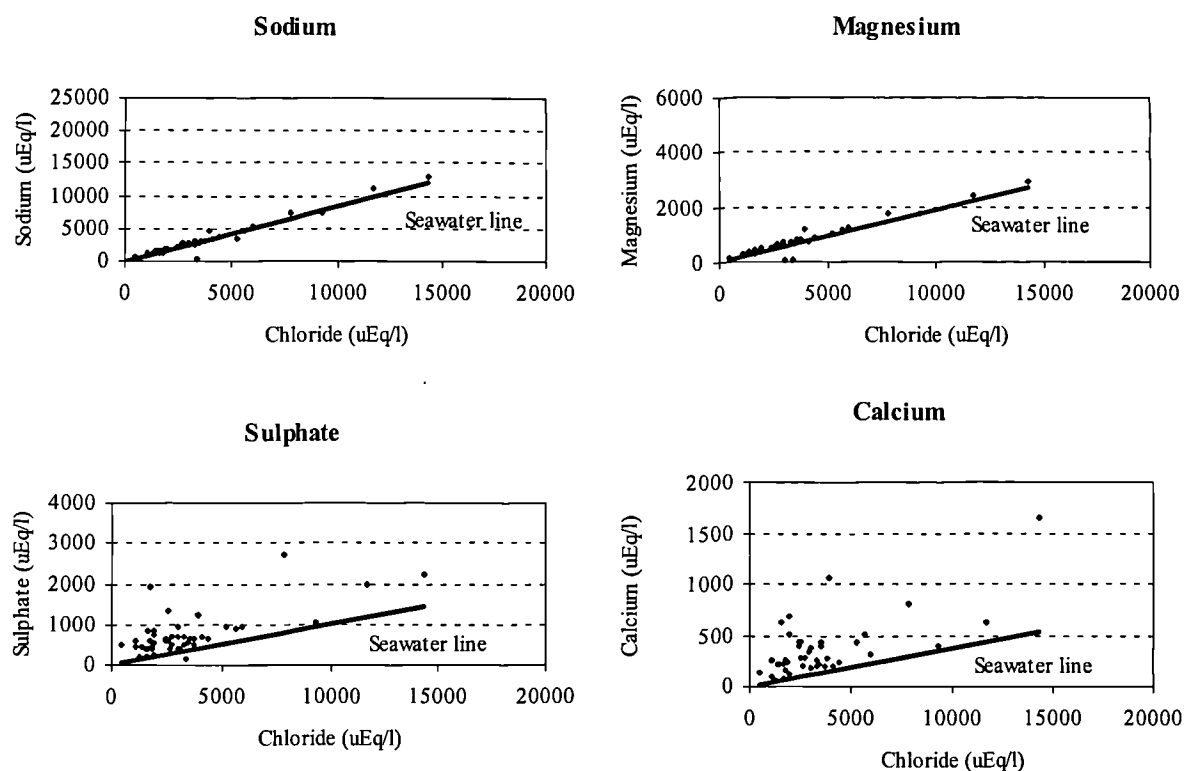 Sodium
25000
20000
15000
10000
5000
0
Sodium (uEq/l)
Seawater line
0 5000 10000 15000 20000
Chloride (uEq/l)
Magnesium
6000
4000
2000
0
Magnesium (uEq/l)
Seawater line
0 5000 10000 15000 20000
Chloride (uEq/l)
Sulphate
4000
3000
2000
1000
0
Sulphate (uEq/l)
Seawater line
0 5000 10000 15000 20000
Chloride (uEq/l)
Calcium
2000
1500
1000
500
0
Calcium (uEq/l)
Seawater line
0 5000 10000 15000 20000
Chloride (uEq/l)